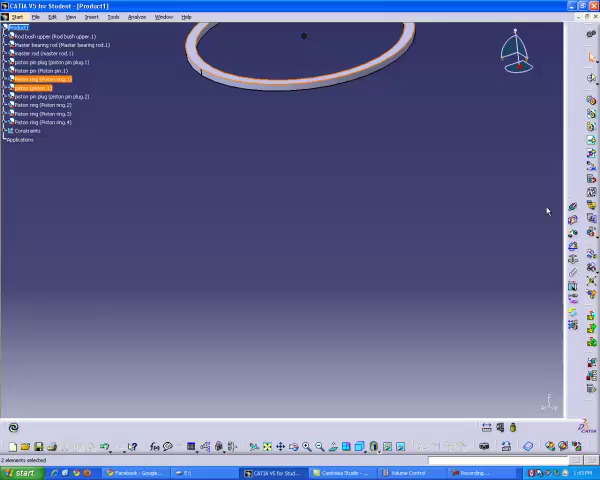 CATIA V5 for Student - [Product1]
Start File Edit View Insert Tools Analyze Window Help
Product1
Rod bush upper (Rod bush upper.1)
Master bearing rod (Master bearing rod.1)
master rod (master rod.1)
piston pin plug (piston pin plug.1)
Piston pin (Piston pin.1)
Piston ring (Piston ring.1)
piston (piston.1)
piston pin plug (piston pin plug.2)
Piston ring (Piston ring.2)
Piston ring (Piston ring.3)
Piston ring (Piston ring.4)
Constraints
Applications
CATIA
2 elements selected
start
Facebook - Google...
E:\
CATIA V5 for Stud...
Camtasia Studio - ...
Volume Control
Recording...
1:43 PM